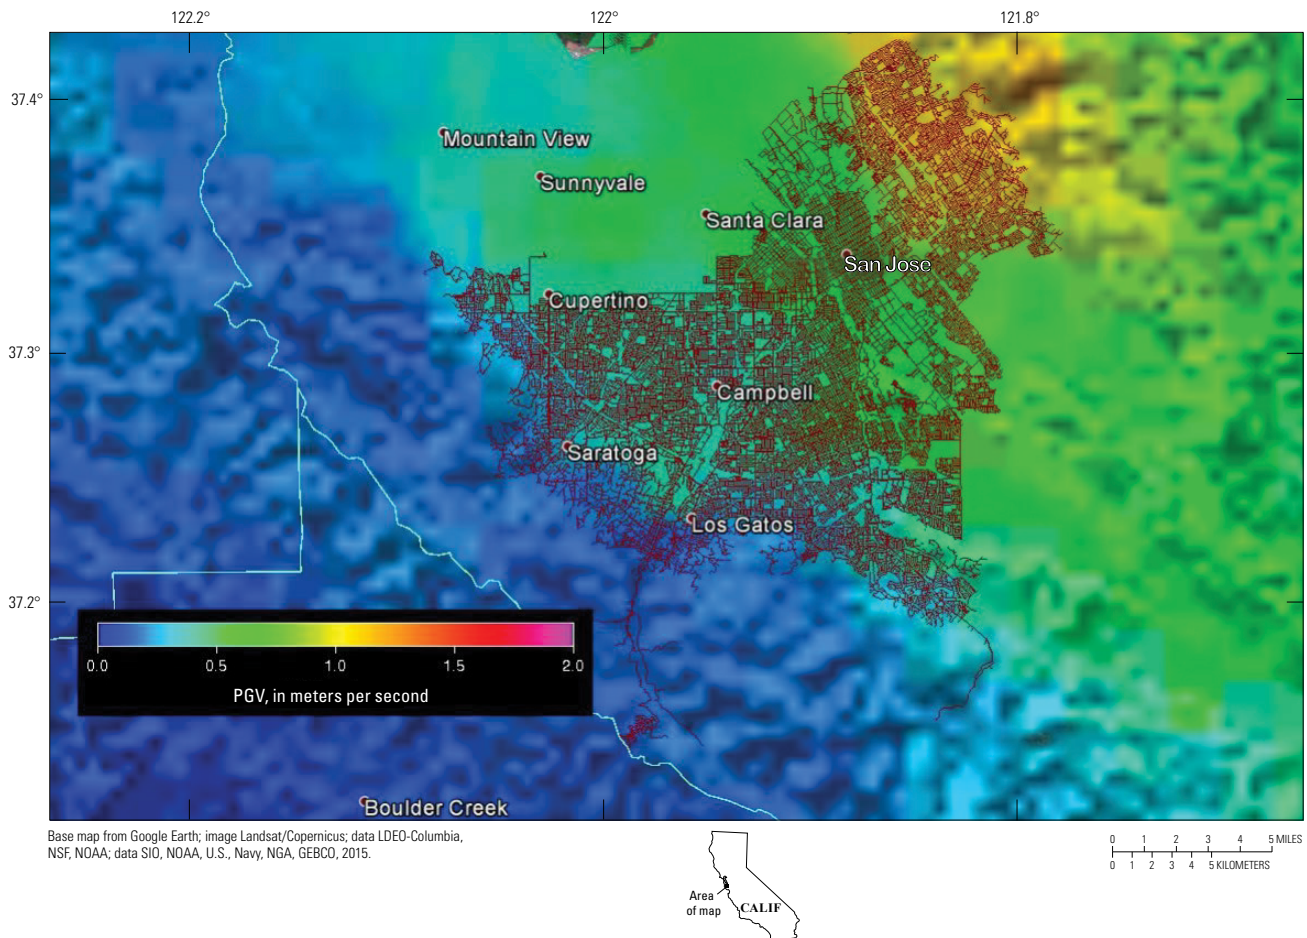 122.2° 122° 121.8°
37.4°
Mountain View
Sunnyvale
Santa Clara
San Jose
Cupertino
37.3°
Campbell
Saratoga
Los Gatos
37.2°
0.0 0.5 1.0 1.5 2.0
PGV, in meters per second
Boulder Creek
Base map from Google Earth; image Landsat/Copernicus; data LDEO-Columbia,
NSF, NOAA; data SIO, NOAA, U.S., Navy, NGA, GEBCO, 2015.
0 1 2 3 4 5 MILES
0 1 2 3 4 5 KILOMETERS
Area
of map
CALIF